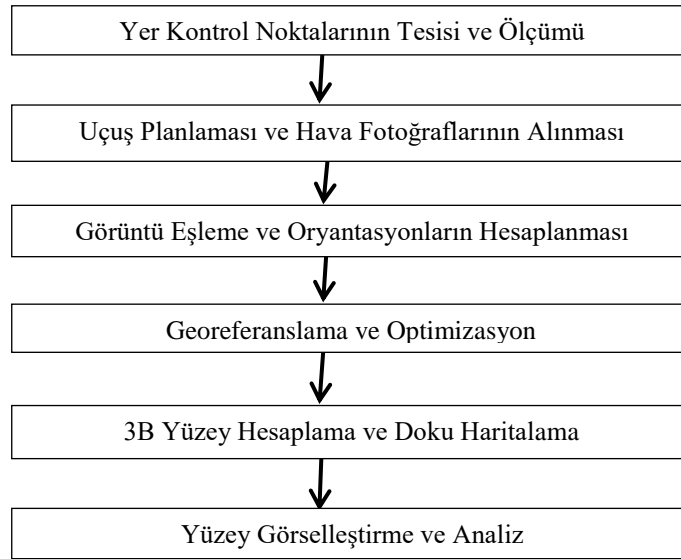 Yer Kontrol Noktalarının Tesisi ve Ölçümü
Uçuş Planlaması ve Hava Fotoğraflarının Alınması
Görüntü Eşleme ve Oryantasyonların Hesaplanması
Georeferanslama ve Optimizasyon
3B Yüzey Hesaplama ve Doku Haritalama
Yüzey Görselleştirme ve Analiz